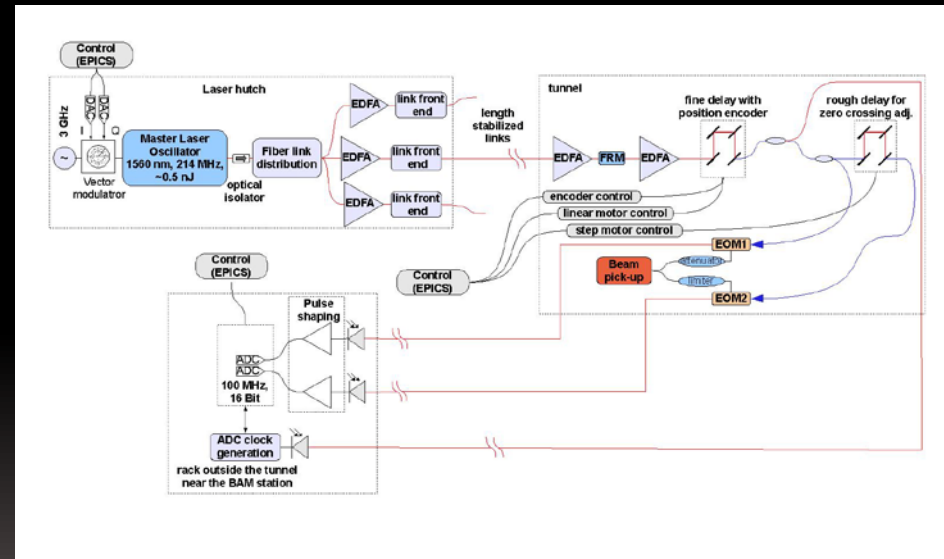 Control
(EPICS)
3 GHz
DAC
DAC
I
Q
~
Vector
modulatror
Laser hutch
Master Laser
Oscillator
1560 nm, 214 MHz,
~0.5 nJ
optical
isolator
Fiber link
distribution
EDFA
link front
end
EDFA
link front
end
EDFA
link front
end
length
stabilized
links
tunnel
EDFA
FRM
EDFA
fine delay with
position encoder
rough delay for
zero crossing adj.
encoder control
linear motor control
step motor control
Control
(EPICS)
Beam
pick-up
attenuator
limiter
EOM1
EOM2
Control
(EPICS)
Pulse
shaping
ADC
ADC
100 MHz,
16 Bit
ADC clock
generation
rack outside the tunnel
near the BAM station